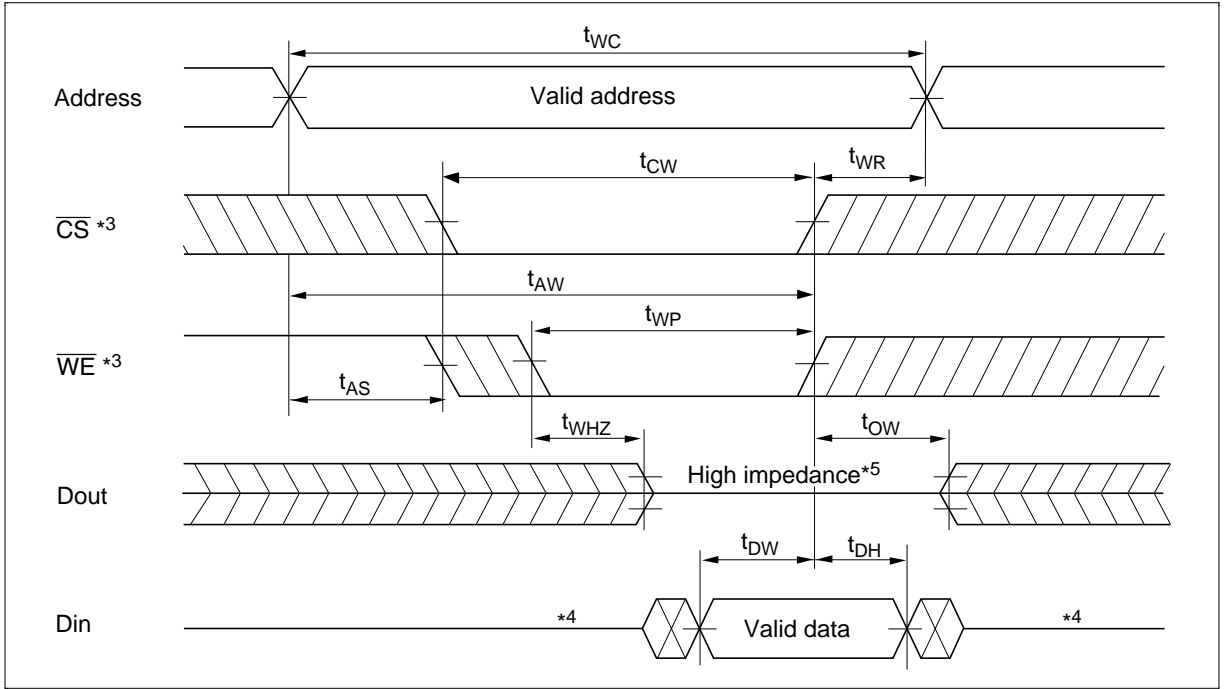 tWC
Address
Valid address
tCW
tWR
CS *3
tAW
tWP
WE *3
tAS
tWHZ
tOW
High impedance*5
Dout
tDW
tDH
Din
*4
Valid data
*4